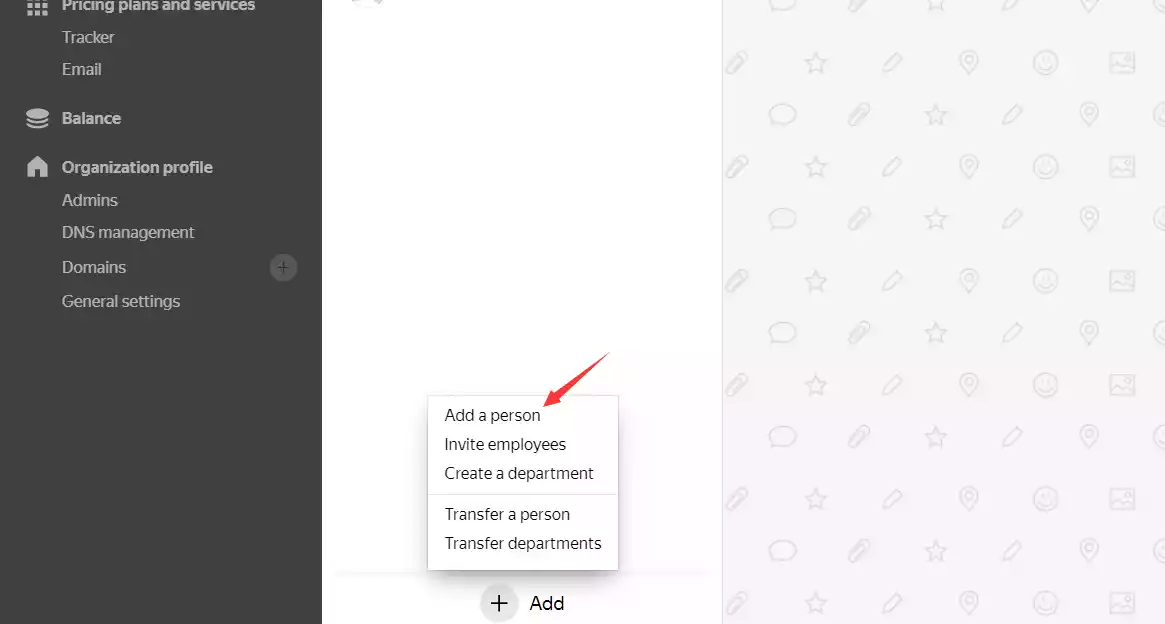 Pricing plans and services
Tracker
Email
Balance
Organization profile
Admins
DNS management
Domains
General settings
Add a person
Invite employees
Create a department
Transfer a person
Transfer departments
Add